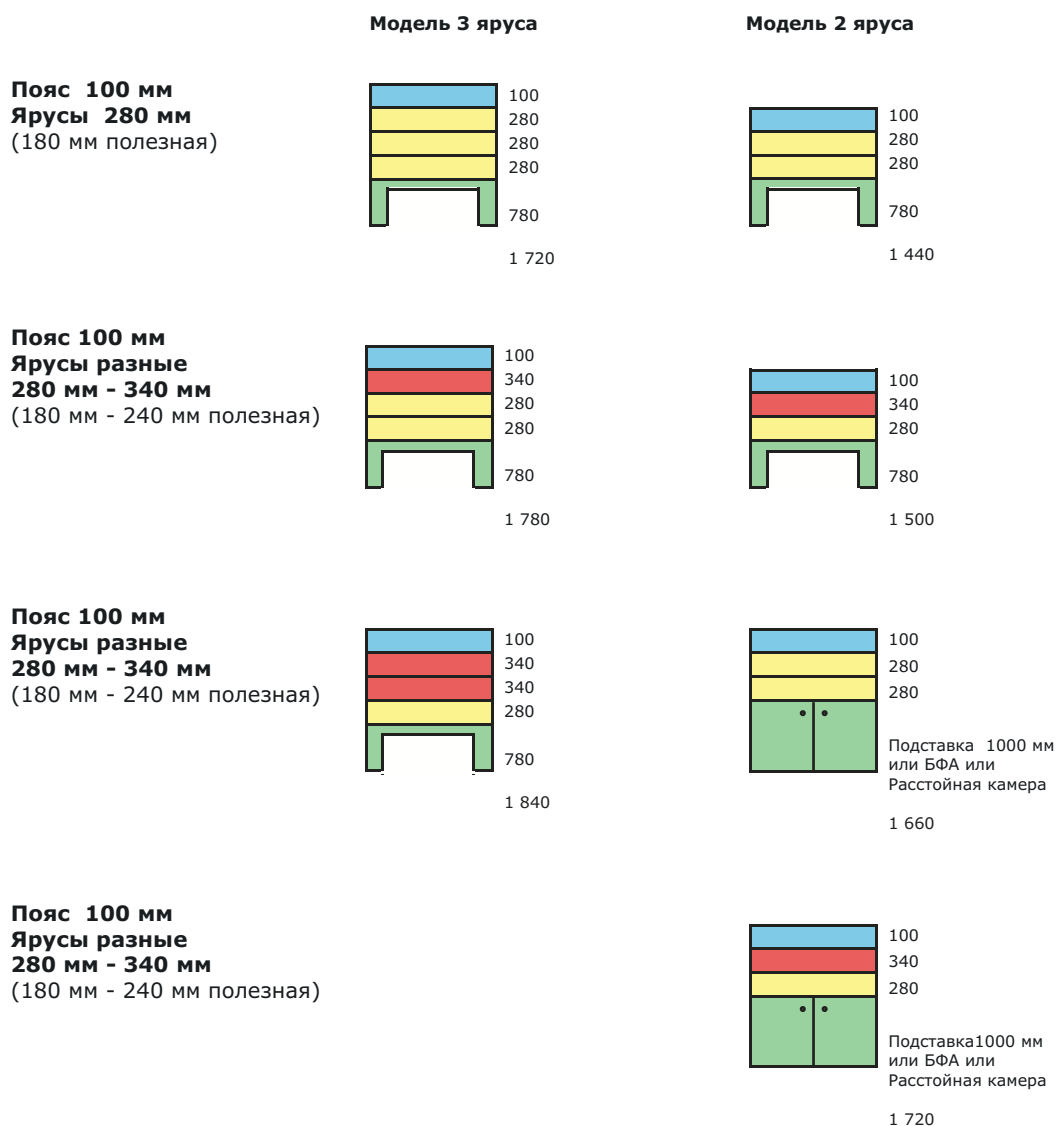 Модель 3 яруса
Модель 2 яруса
Пояс 100 мм
Ярусы 280 мм
(180 мм полезная)
100
280
280
280
780
1 720
100
280
280
780
1 440
Пояс 100 мм
Ярусы разные
280 мм - 340 мм
(180 мм - 240 мм полезная)
100
340
280
280
780
1 780
100
340
280
780
1 500
Пояс 100 мм
Ярусы разные
280 мм - 340 мм
(180 мм - 240 мм полезная)
100
340
340
280
780
1 840
100
280
280
Подставка 1000 мм
или БФА или
Расстойная камера
1 660
Пояс 100 мм
Ярусы разные
280 мм - 340 мм
(180 мм - 240 мм полезная)
100
340
280
Подставка1000 мм
или БФА или
Расстойная камера
1 720